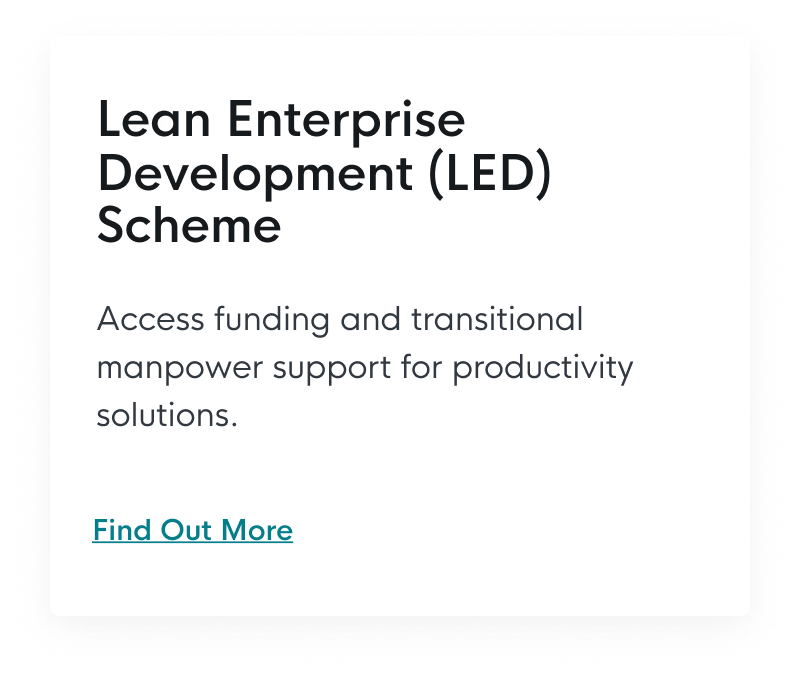 Lean Enterprise
Development (LED)
Scheme
Access funding and transitional
manpower support for productivity
solutions.
Find Out More